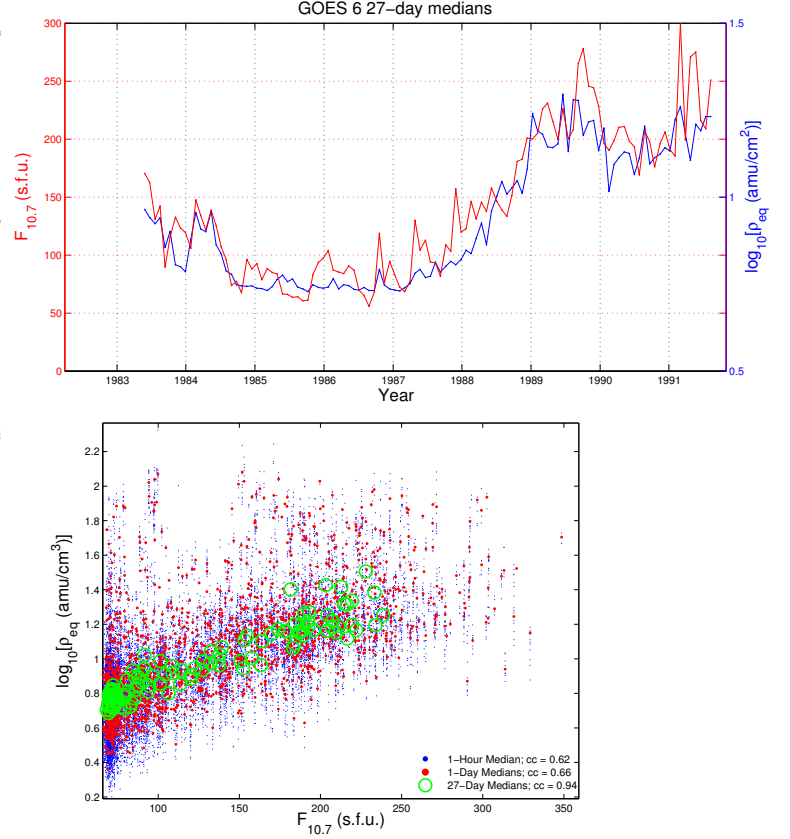 GOES 6 27−day medians
300
250
200
150
100
50
0
F10.7 (s.f.u.)
1.5
1
0.5
log10[ρeq (amu/cm2)]
1983 1984 1985 1986 1987 1988 1989 1990 1991
Year
2.2
2
1.8
1.6
1.4
1.2
1
0.8
0.6
0.4
0.2
log10[ρeq (amu/cm3)]
1−Hour Median; cc = 0.62
1−Day Medians; cc = 0.66
27−Day Medians; cc = 0.94
100 150 200 250 300 350
F10.7 (s.f.u.)